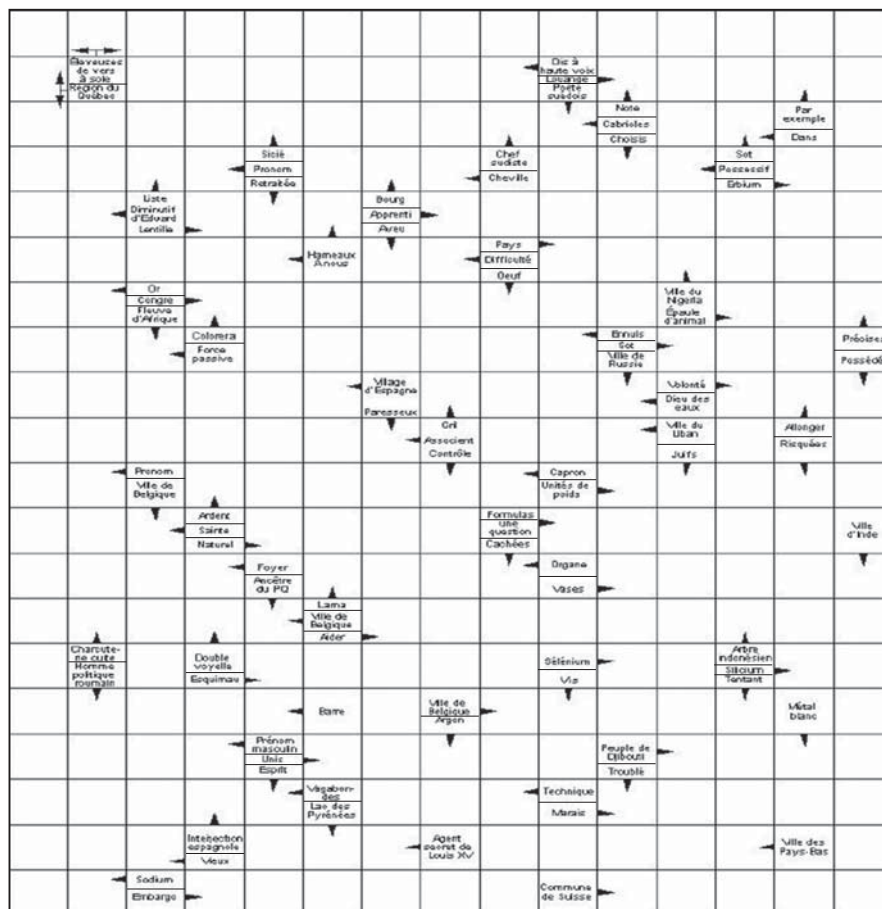 Éleveuses
de vers
à soie
Région du
Québec
Dis à
haute voix
Louange
Poète
suédois
Note
Cabrioles
Choisis
Par
exemple
Dans
Scié
Pronom
Retraitée
Chef
sudiste
Cheville
Sot
Possessif
Erbium
Liste
Diminutif
d'Edward
Lentille
Bourg
Apprenti
Aveu
Hameaux
A nous
Pays
Difficulté
Oeuf
Or
Congre
Fleuve
d'Afrique
Ville du
Nigeria
Épaule
d'animal
Colorera
Force
passive
Ennuis
Sot
Ville de
Russie
Précises
Possédé
Village
d'Espagne
Paresseux
Volonté
Dieu des
eaux
Gril
Associent
Contrôle
Ville du
Liban
Juifs
Allonger
Risquées
Pronom
Ville de
Belgique
Capron
Unités de
poids
Ardent
Sainte
Naturel
Formulas
une
question
Cachées
Ville
d'Inde
Foyer
Ancêtre
du PQ
Organe
Vases
Lama
Ville de
Belgique
Aider
Charcute-
rie cuite
Homme
politique
roumain
Double
voyelle
Esquimau
Sélénium
Vis
Arbre
indonésien
Silicium
Tentant
Barre
Ville de
Belgique
Argon
Métal
blanc
Prénom
masculin
Unis
Esprit
Peuple de
Djibouti
Troublé
Vagabon-
des
Lac des
Pyrénées
Technique
Marais
Interjection
espagnole
Vieux
Agent
secret de
Louis XV
Ville des
Pays-Bas
Sodium
Embargo
Commune
de Suisse